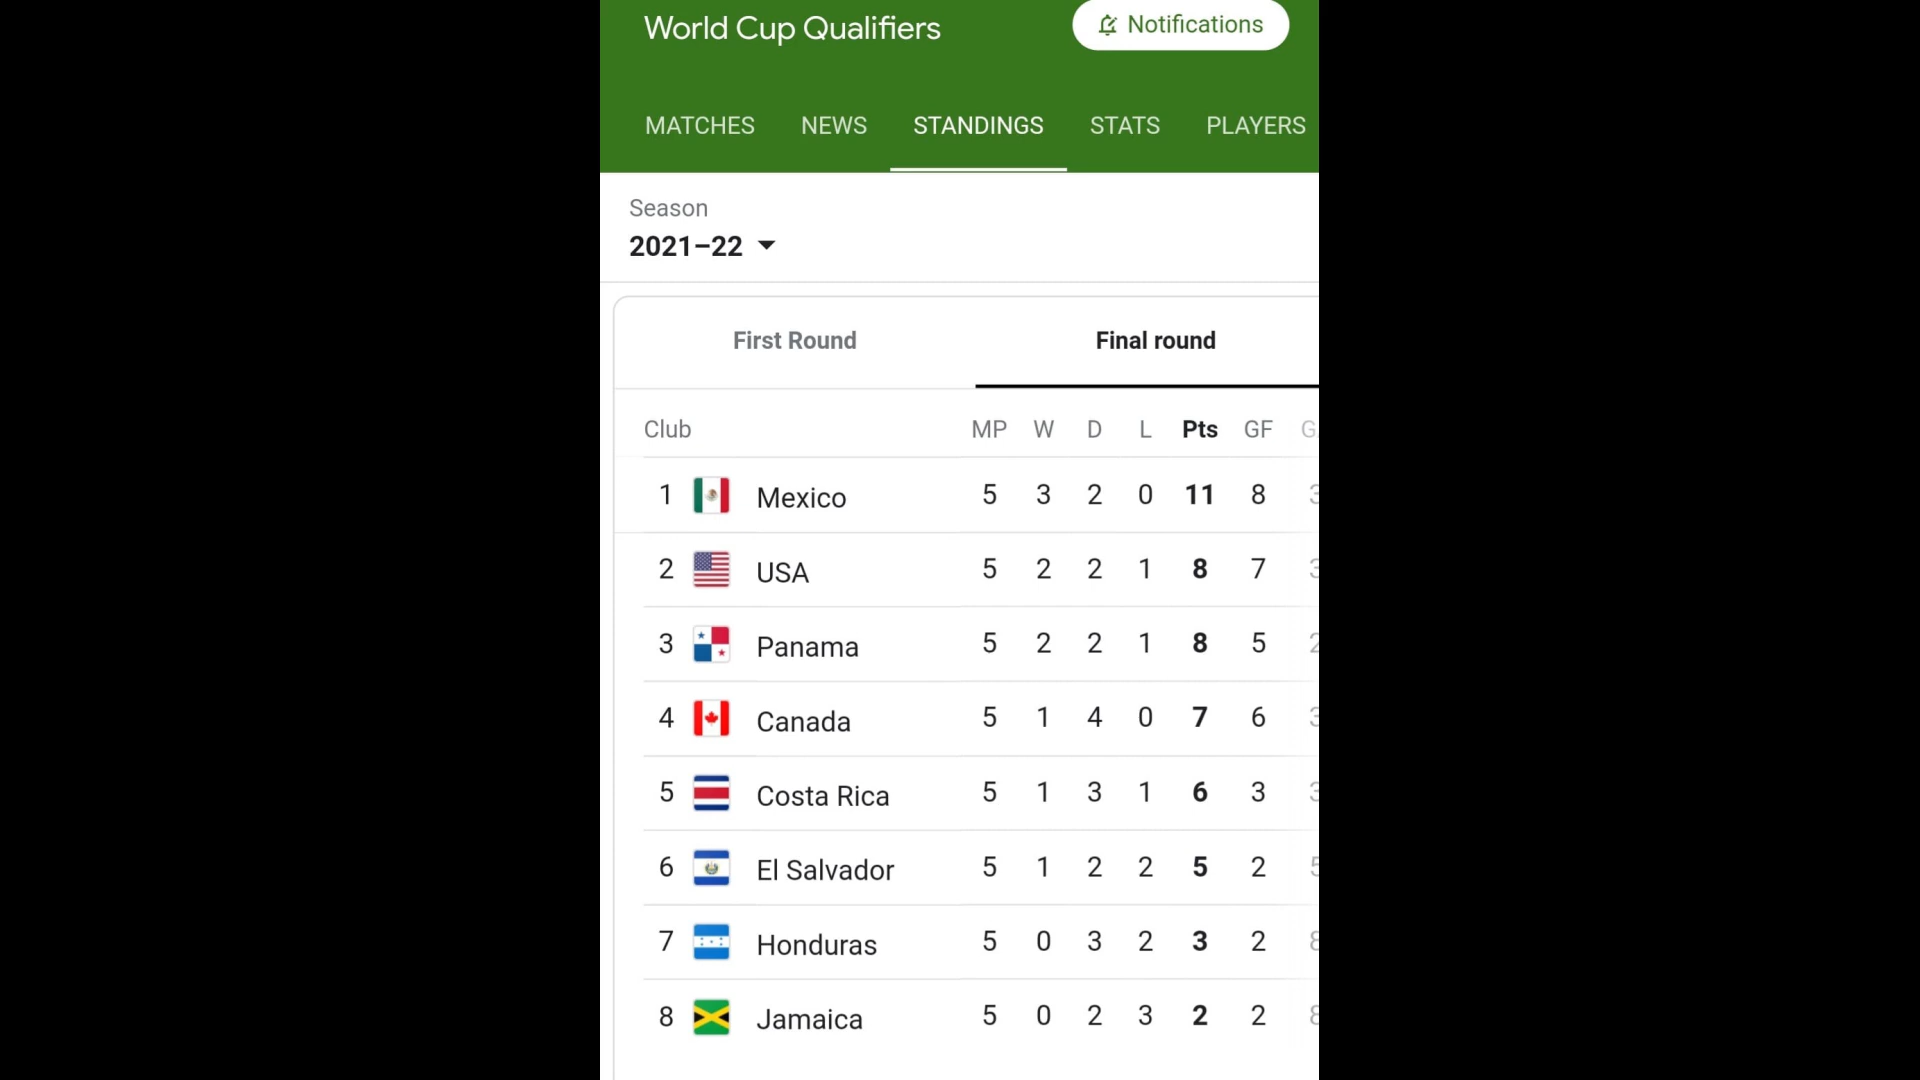 World Cup Qualifiers
Notifications
MATCHES NEWS STANDINGS STATS PLAYERS
Season
2021–22
First Round Final round
Club MP W D L Pts GF
1 Mexico 5 3 2 0 11 8
2 USA 5 2 2 1 8 7
3 Panama 5 2 2 1 8 5
4 Canada 5 1 4 0 7 6
5 Costa Rica 5 1 3 1 6 3
6 El Salvador 5 1 2 2 5 2
7 Honduras 5 0 3 2 3 2
8 Jamaica 5 0 2 3 2 2